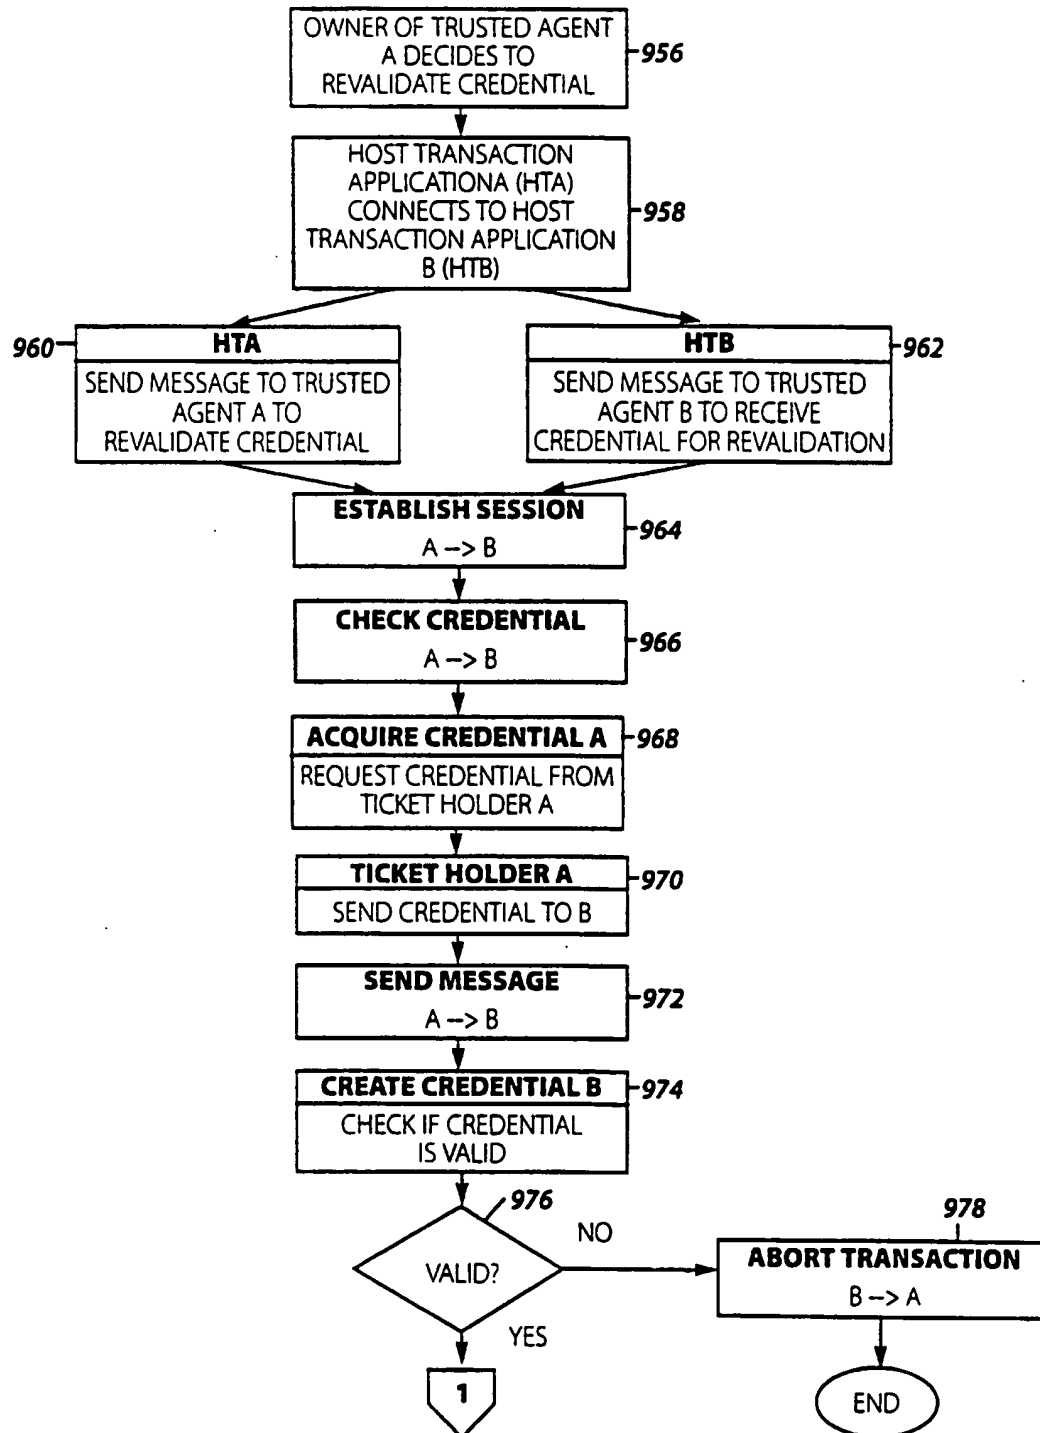 OWNER OF TRUSTED AGENT
A DECIDES TO
REVALIDATE CREDENTIAL
956
HOST TRANSACTION
APPLICATIONA (HTA)
CONNECTS TO HOST
TRANSACTION APPLICATION
B (HTB)
958
960
HTA
SEND MESSAGE TO TRUSTED
AGENT A TO
REVALIDATE CREDENTIAL
HTB
962
SEND MESSAGE TO TRUSTED
AGENT B TO RECEIVE
CREDENTIAL FOR REVALIDATION
ESTABLISH SESSION
A --> B
964
CHECK CREDENTIAL
A --> B
966
ACQUIRE CREDENTIAL A
968
REQUEST CREDENTIAL FROM
TICKET HOLDER A
TICKET HOLDER A
970
SEND CREDENTIAL TO B
SEND MESSAGE
A --> B
972
CREATE CREDENTIAL B
974
CHECK IF CREDENTIAL
IS VALID
976
VALID?
NO
978
ABORT TRANSACTION
B --> A
YES
1
END